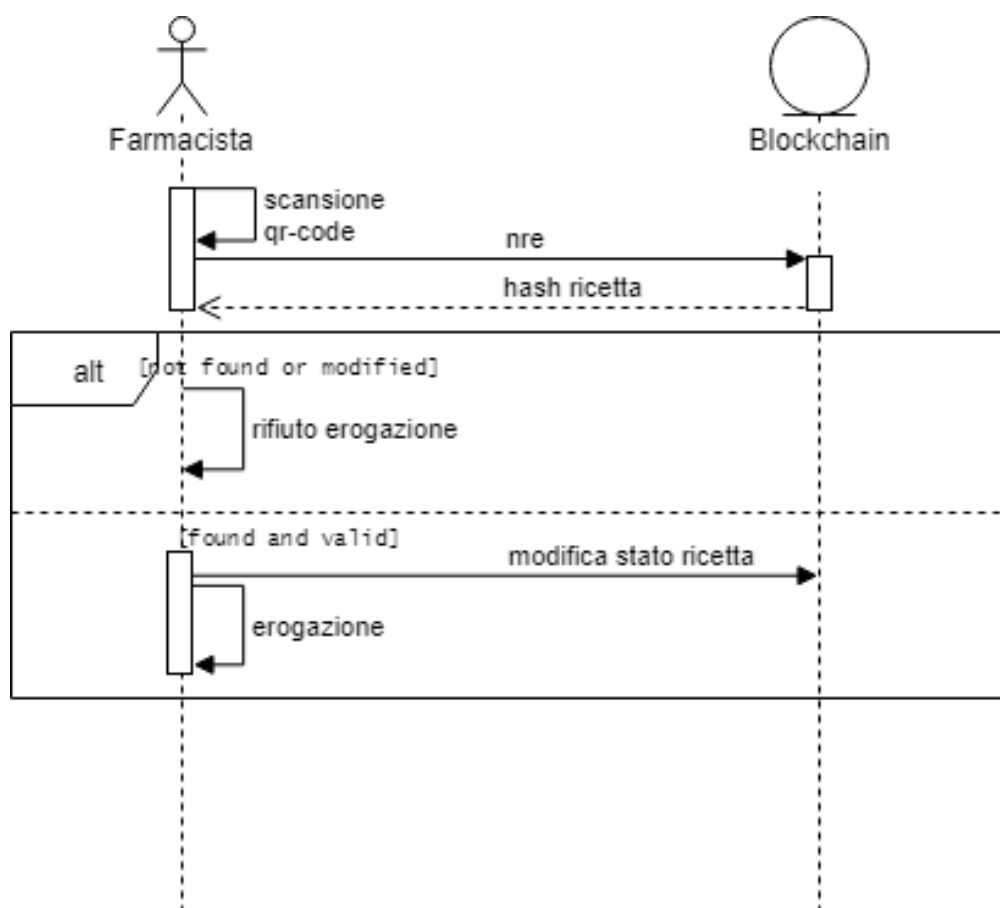 Farmacista
Blockchain
scansione
qr-code
nre
hash ricetta
alt
[not found or modified]
rifiuto erogazione
[found and valid]
modifica stato ricetta
erogazione